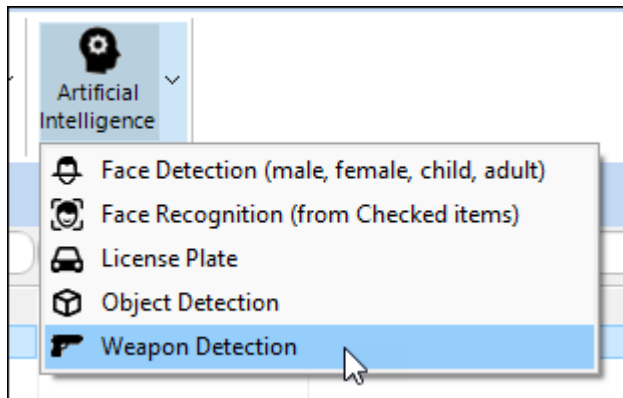 Artificial
Intelligence
Face Detection (male, female, child, adult)
Face Recognition (from Checked items)
License Plate
Object Detection
Weapon Detection